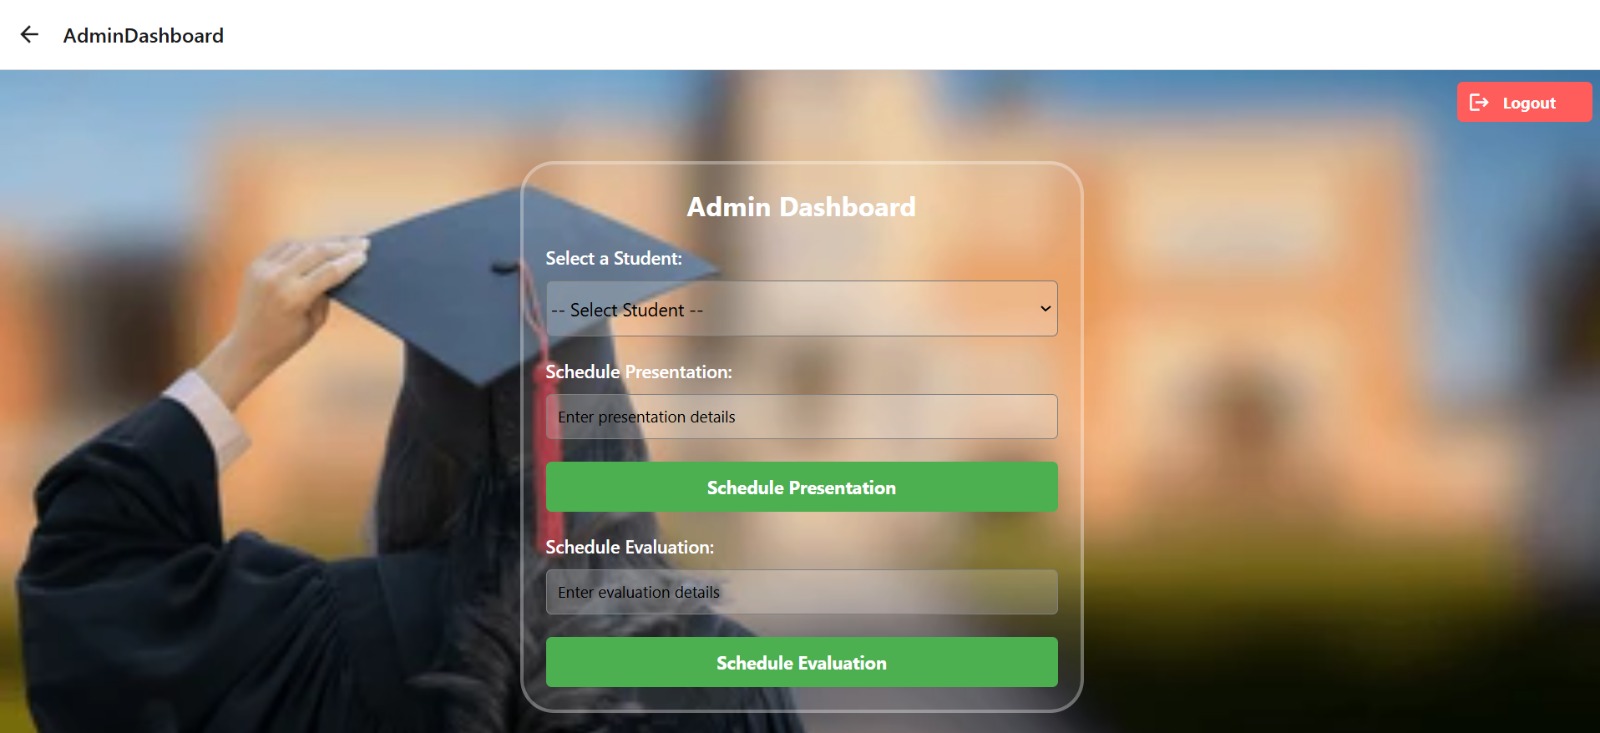 AdminDashboard
Logout
Admin Dashboard
Select a Student:
-- Select Student --
Schedule Presentation:
Enter presentation details
Schedule Presentation
Schedule Evaluation:
Enter evaluation details
Schedule Evaluation